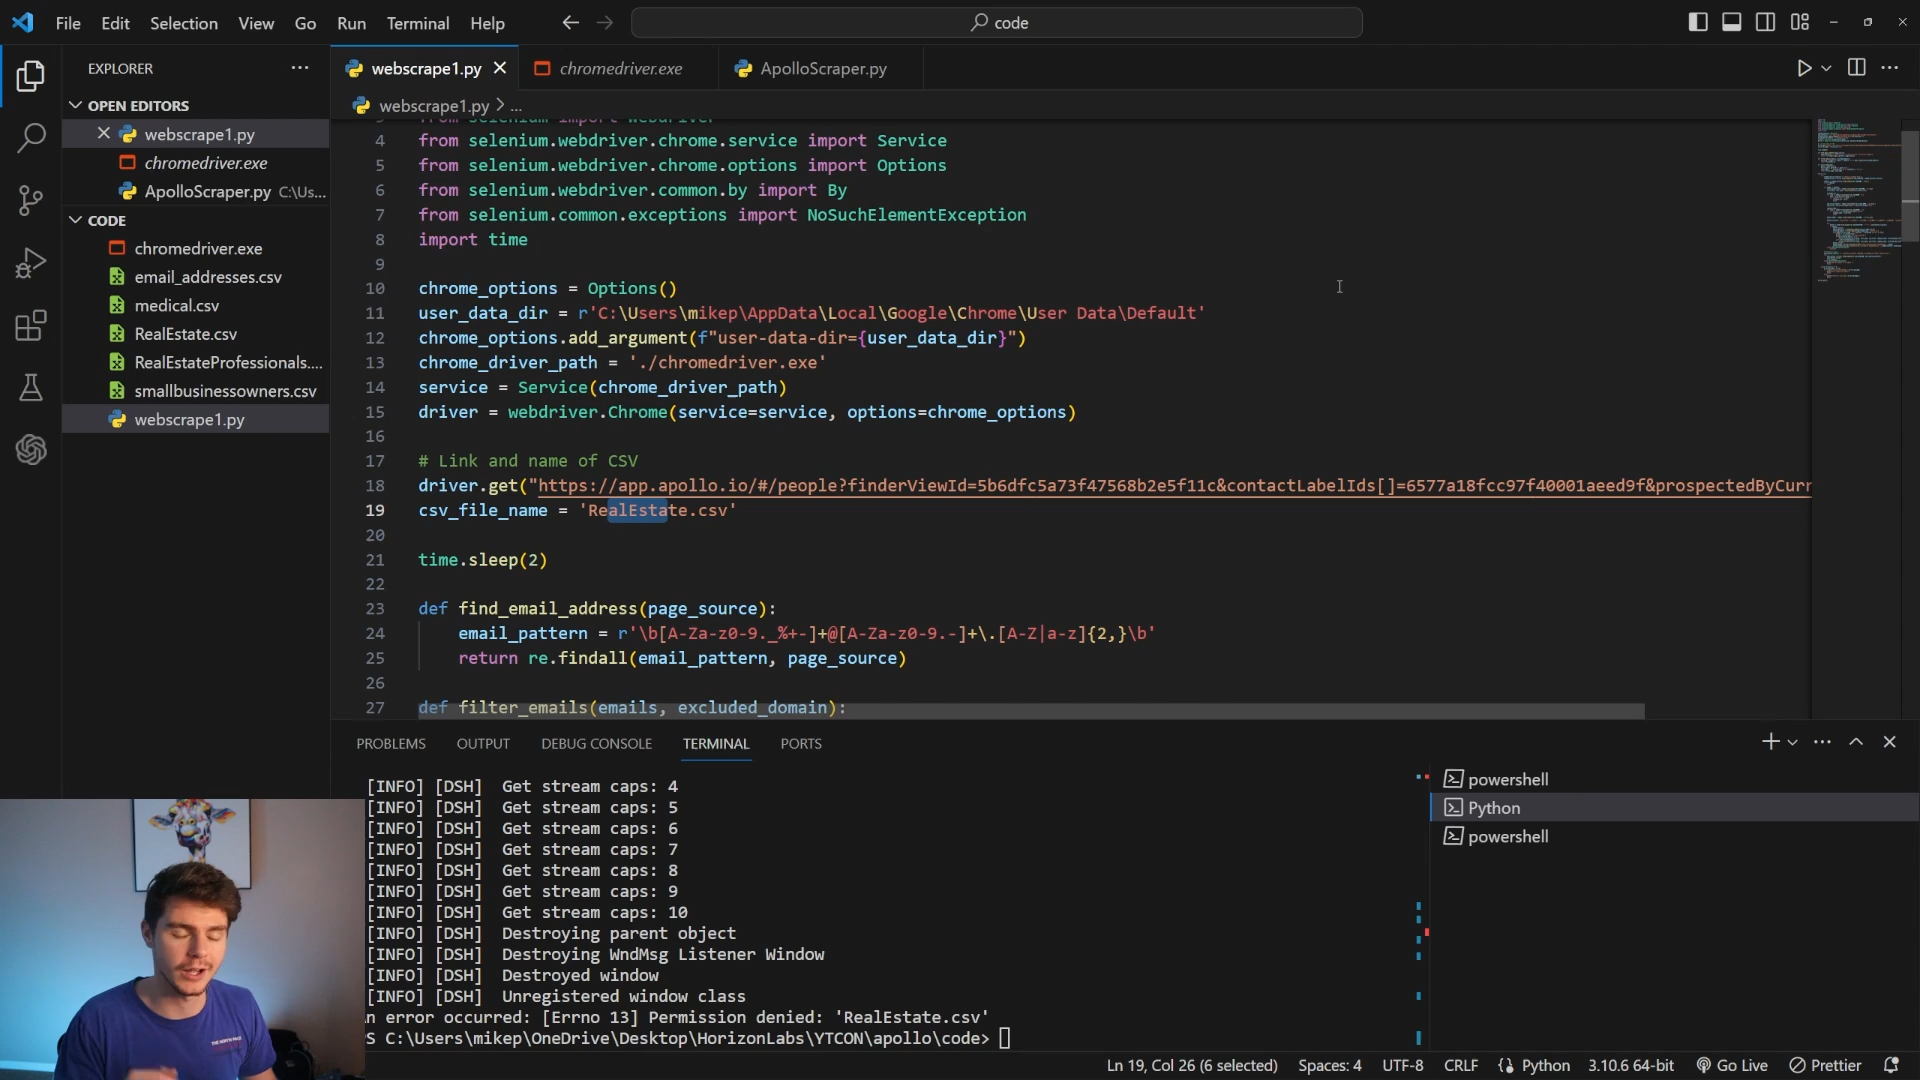 File Edit Selection View Go Run Terminal Help
code
EXPLORER
OPEN EDITORS
webscrape1.py
chromedriver.exe
ApolloScraper.py C:\Us...
CODE
chromedriver.exe
email_addresses.csv
medical.csv
RealEstate.csv
RealEstateProfessionals....
smallbusinessowners.csv
webscrape1.py
webscrape1.py chromedriver.exe ApolloScraper.py
webscrape1.py > ...
from selenium import webdriver
4 from selenium.webdriver.chrome.service import Service
5 from selenium.webdriver.chrome.options import Options
6 from selenium.webdriver.common.by import By
7 from selenium.common.exceptions import NoSuchElementException
8 import time
9
10 chrome_options = Options()
11 user_data_dir = r'C:\Users\mikep\AppData\Local\Google\Chrome\User Data\Default'
12 chrome_options.add_argument(f"user-data-dir={user_data_dir}")
13 chrome_driver_path = './chromedriver.exe'
14 service = Service(chrome_driver_path)
15 driver = webdriver.Chrome(service=service, options=chrome_options)
16
17 # Link and name of CSV
18 driver.get("https://app.apollo.io/#/people?finderViewId=5b6dfc5a73f47568b2e5f11c&contactLabelIds[]=6577a18fcc97f40001aeed9f&prospectedByCurr
19 csv_file_name = 'RealEstate.csv'
20
21 time.sleep(2)
22
23 def find_email_address(page_source):
24 email_pattern = r'\b[A-Za-z0-9._%+-]+@[A-Za-z0-9.-]+\.[A-Z|a-z]{2,}\b'
25 return re.findall(email_pattern, page_source)
26
27 def filter_emails(emails, excluded_domain):
PROBLEMS OUTPUT DEBUG CONSOLE TERMINAL PORTS
[INFO] [DSH] Get stream caps: 4
[INFO] [DSH] Get stream caps: 5
[INFO] [DSH] Get stream caps: 6
[INFO] [DSH] Get stream caps: 7
[INFO] [DSH] Get stream caps: 8
[INFO] [DSH] Get stream caps: 9
[INFO] [DSH] Get stream caps: 10
[INFO] [DSH] Destroying parent object
[INFO] [DSH] Destroying WndMsg Listener Window
[INFO] [DSH] Destroyed window
[INFO] [DSH] Unregistered window class
n error occurred: [Errno 13] Permission denied: 'RealEstate.csv'
S C:\Users\mikep\OneDrive\Desktop\HorizonLabs\YTCON\apollo\code>
powershell
Python
powershell
THE NORTH FACE
Ln 19, Col 26 (6 selected) Spaces: 4 UTF-8 CRLF Python 3.10.6 64-bit Go Live Prettier